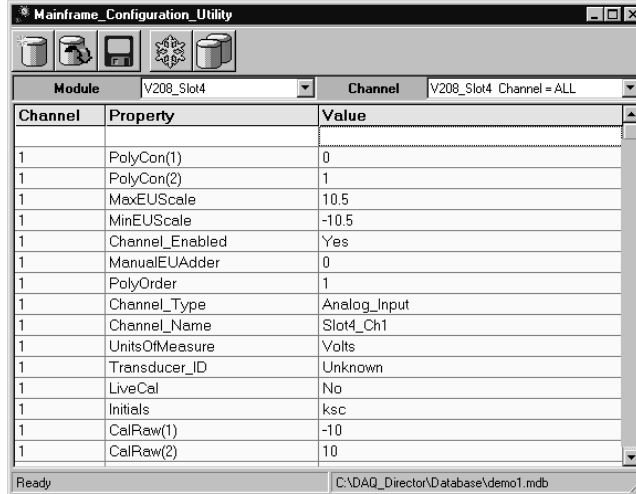 Mainframe_Configuration_Utility
Module V208_Slot4 Channel V208_Slot4 Channel = ALL
Channel Property Value
1 PolyCon(1) 0
1 PolyCon(2) 1
1 MaxEUScale 10.5
1 MinEUScale -10.5
1 Channel_Enabled Yes
1 ManualEUAdder 0
1 PolyOrder 1
1 Channel_Type Analog_Input
1 Channel_Name Slot4_Ch1
1 UnitsOfMeasure Volts
1 Transducer_ID Unknown
1 LiveCal No
1 Initials ksc
1 CalRaw(1) -10
1 CalRaw(2) 10
Ready C:\DAQ_Director\Database\demo1.mdb